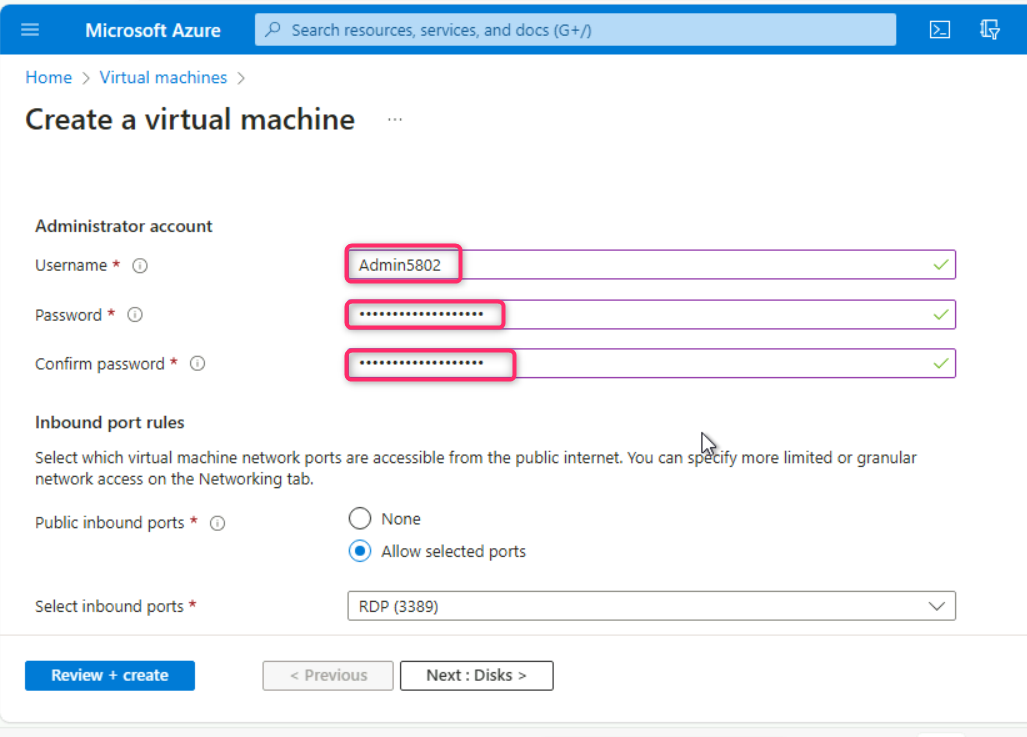 Microsoft Azure
Search resources, services, and docs (G+/)
Home > Virtual machines >
Create a virtual machine ...
Administrator account
Username *
Admin5802
Password *
•••••••••••••••••••
Confirm password *
•••••••••••••••••••
Inbound port rules
Select which virtual machine network ports are accessible from the public internet. You can specify more limited or granular
network access on the Networking tab.
Public inbound ports *
None
Allow selected ports
Select inbound ports *
RDP (3389)
Review + create
< Previous
Next : Disks >